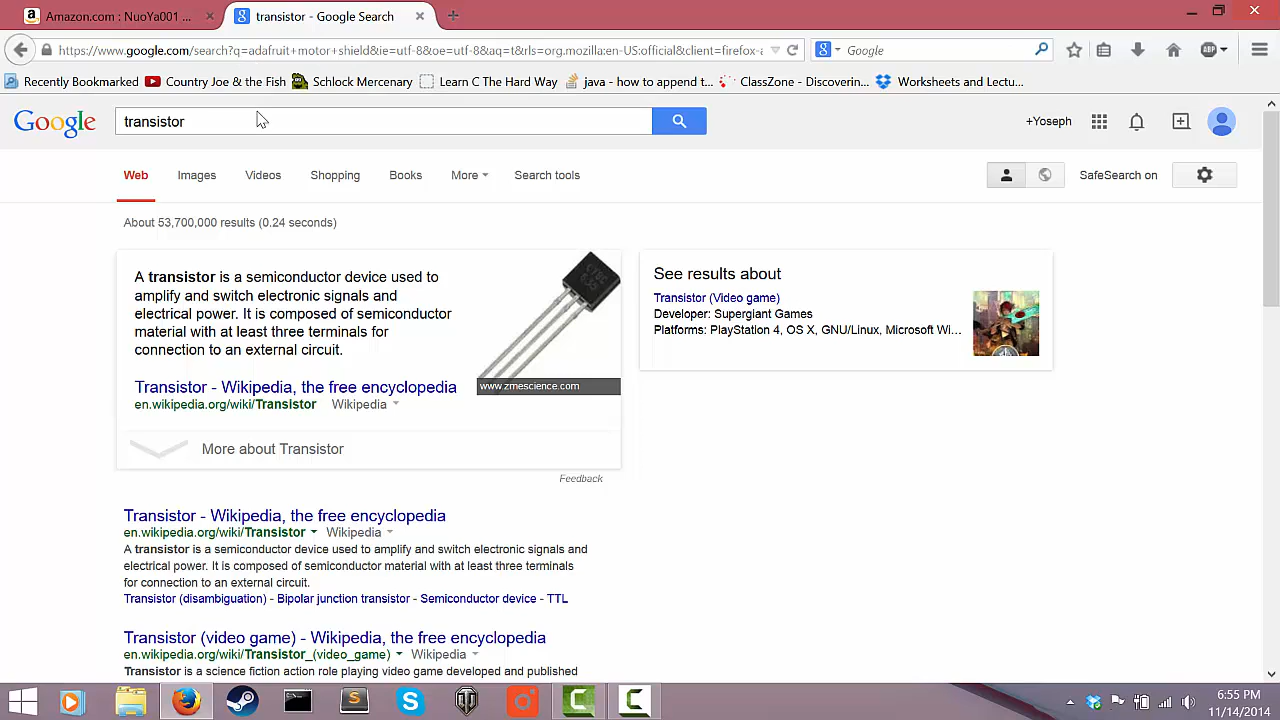 Amazon.com : NuoYa001 ...
transistor - Google Search
https://www.google.com/search?q=adafruit+motor+shield&ie=utf-8&oe=utf-8&aq=t&rls=org.mozilla:en-US:official&client=firefox-a
Google
Recently Bookmarked
Country Joe & the Fish
Schlock Mercenary
Learn C The Hard Way
java - how to append t...
ClassZone - Discoverin...
Worksheets and Lectu...
Google
transistor
+Yoseph
Web
Images
Videos
Shopping
Books
More
Search tools
SafeSearch on
About 53,700,000 results (0.24 seconds)
A transistor is a semiconductor device used to
amplify and switch electronic signals and
electrical power. It is composed of semiconductor
material with at least three terminals for
connection to an external circuit.
www.zmescience.com
Transistor - Wikipedia, the free encyclopedia
en.wikipedia.org/wiki/Transistor Wikipedia
More about Transistor
Feedback
See results about
Transistor (Video game)
Developer: Supergiant Games
Platforms: PlayStation 4, OS X, GNU/Linux, Microsoft Wi...
Transistor - Wikipedia, the free encyclopedia
en.wikipedia.org/wiki/Transistor Wikipedia
A transistor is a semiconductor device used to amplify and switch electronic signals and
electrical power. It is composed of semiconductor material with at least three terminals
for connection to an external circuit.
Transistor (disambiguation) - Bipolar junction transistor - Semiconductor device - TTL
Transistor (video game) - Wikipedia, the free encyclopedia
en.wikipedia.org/wiki/Transistor_(video_game) Wikipedia
Transistor is a science fiction action role playing video game developed and published
6:55 PM
11/14/2014